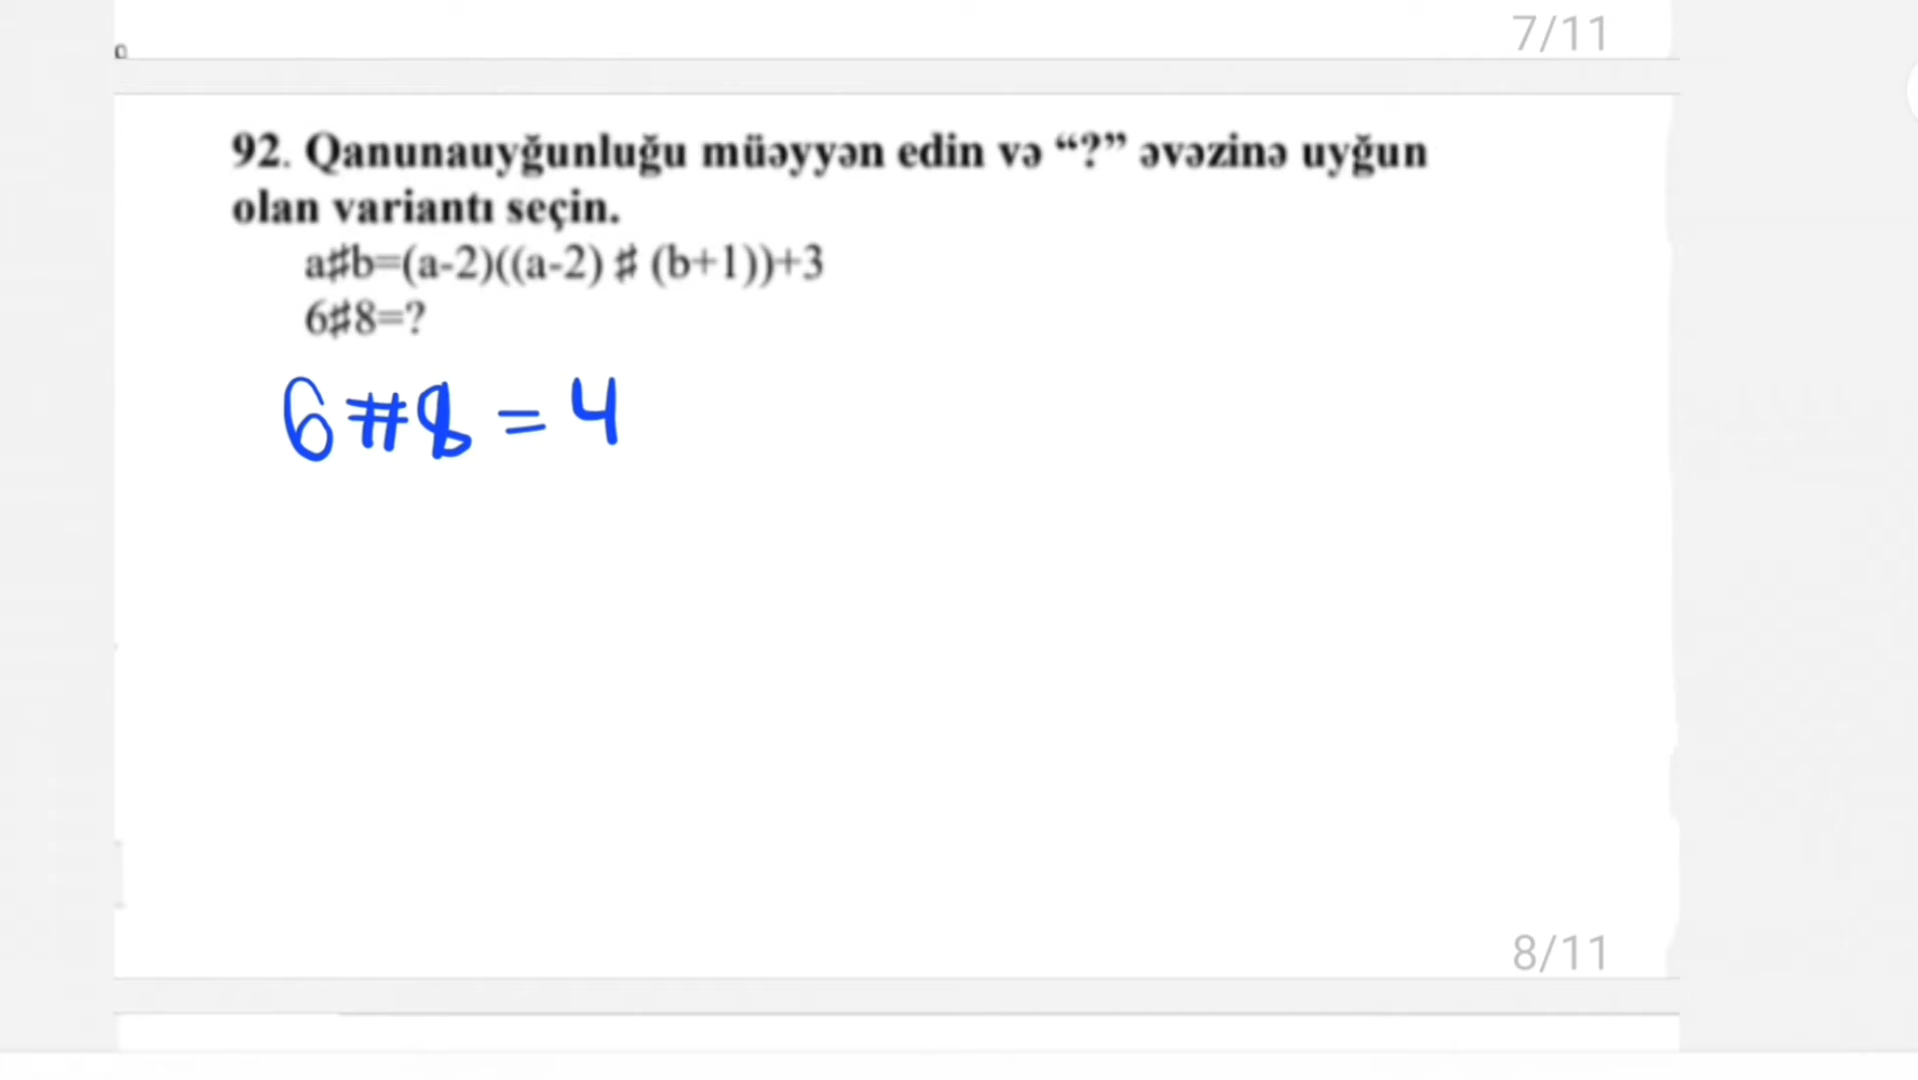 7/11
92. Qanunauyğunluğu müəyyən edin və “?” əvəzinə uyğun
olan variantı seçin.
a♯b=(a-2)((a-2) ♯ (b+1))+3
6♯8=?
6#8 = 4
8/11